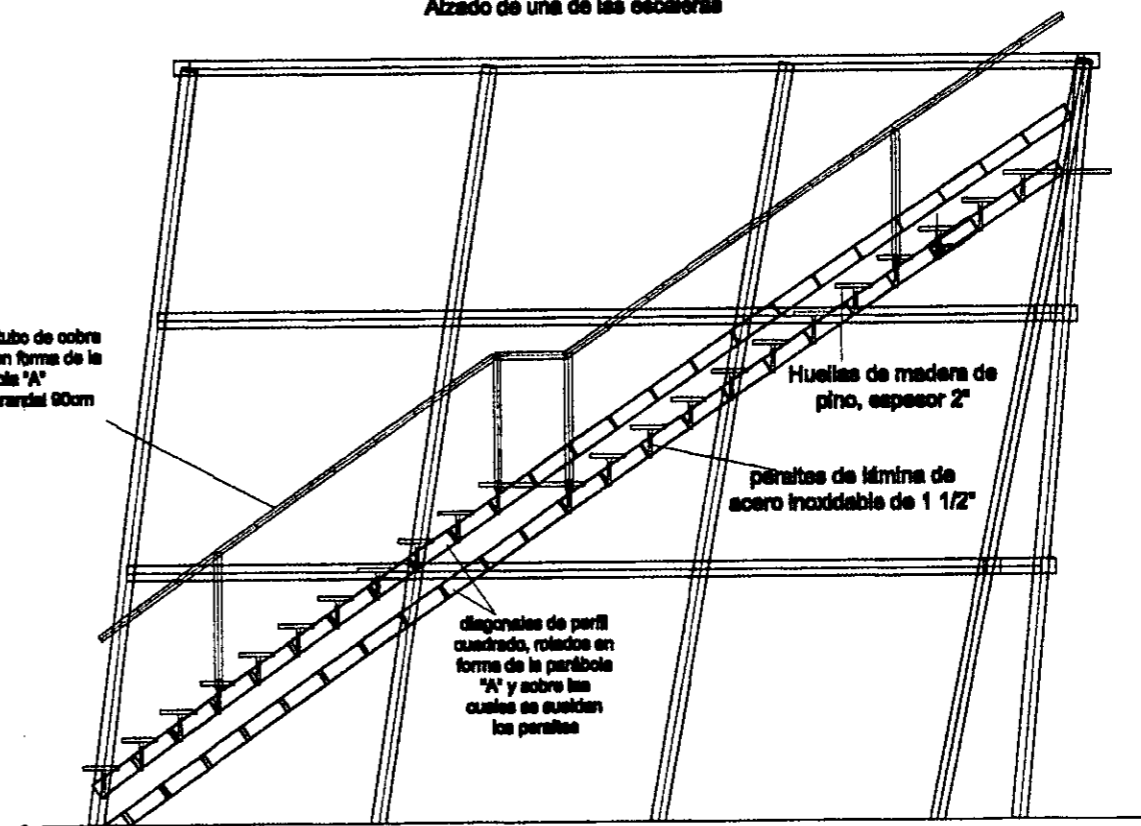 Alzado de una de las escaleras
tubo de cobre
en forma de la
"A"
90cm
Huellas de madera de
pino, espesor 2"
peraltes de lámina de
acero inoxidable de 1 1/2"
diagonales de perfil
cuadrado, rolados en
forma de la parábola
"A" y sobre las
cuales se sueldan
los peraltes